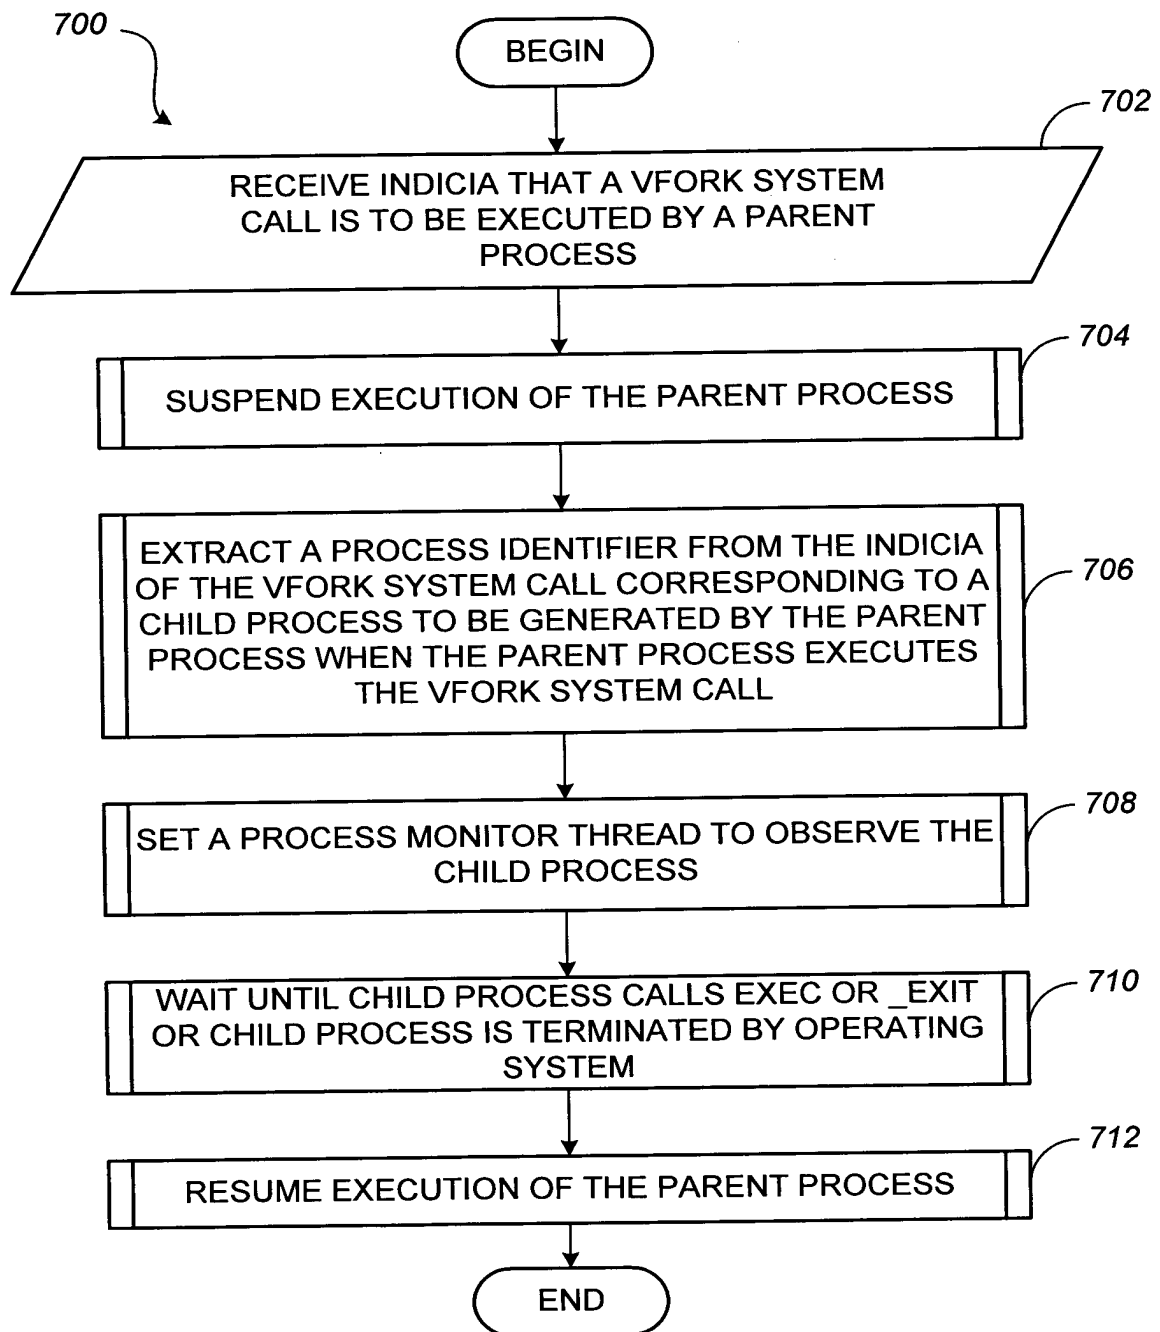 700
BEGIN
702
RECEIVE INDICIA THAT A VFORK SYSTEM
CALL IS TO BE EXECUTED BY A PARENT
PROCESS
704
SUSPEND EXECUTION OF THE PARENT PROCESS
706
EXTRACT A PROCESS IDENTIFIER FROM THE INDICIA
OF THE VFORK SYSTEM CALL CORRESPONDING TO A
CHILD PROCESS TO BE GENERATED BY THE PARENT
PROCESS WHEN THE PARENT PROCESS EXECUTES
THE VFORK SYSTEM CALL
708
SET A PROCESS MONITOR THREAD TO OBSERVE THE
CHILD PROCESS
710
WAIT UNTIL CHILD PROCESS CALLS EXEC OR _EXIT
OR CHILD PROCESS IS TERMINATED BY OPERATING
SYSTEM
712
RESUME EXECUTION OF THE PARENT PROCESS
END